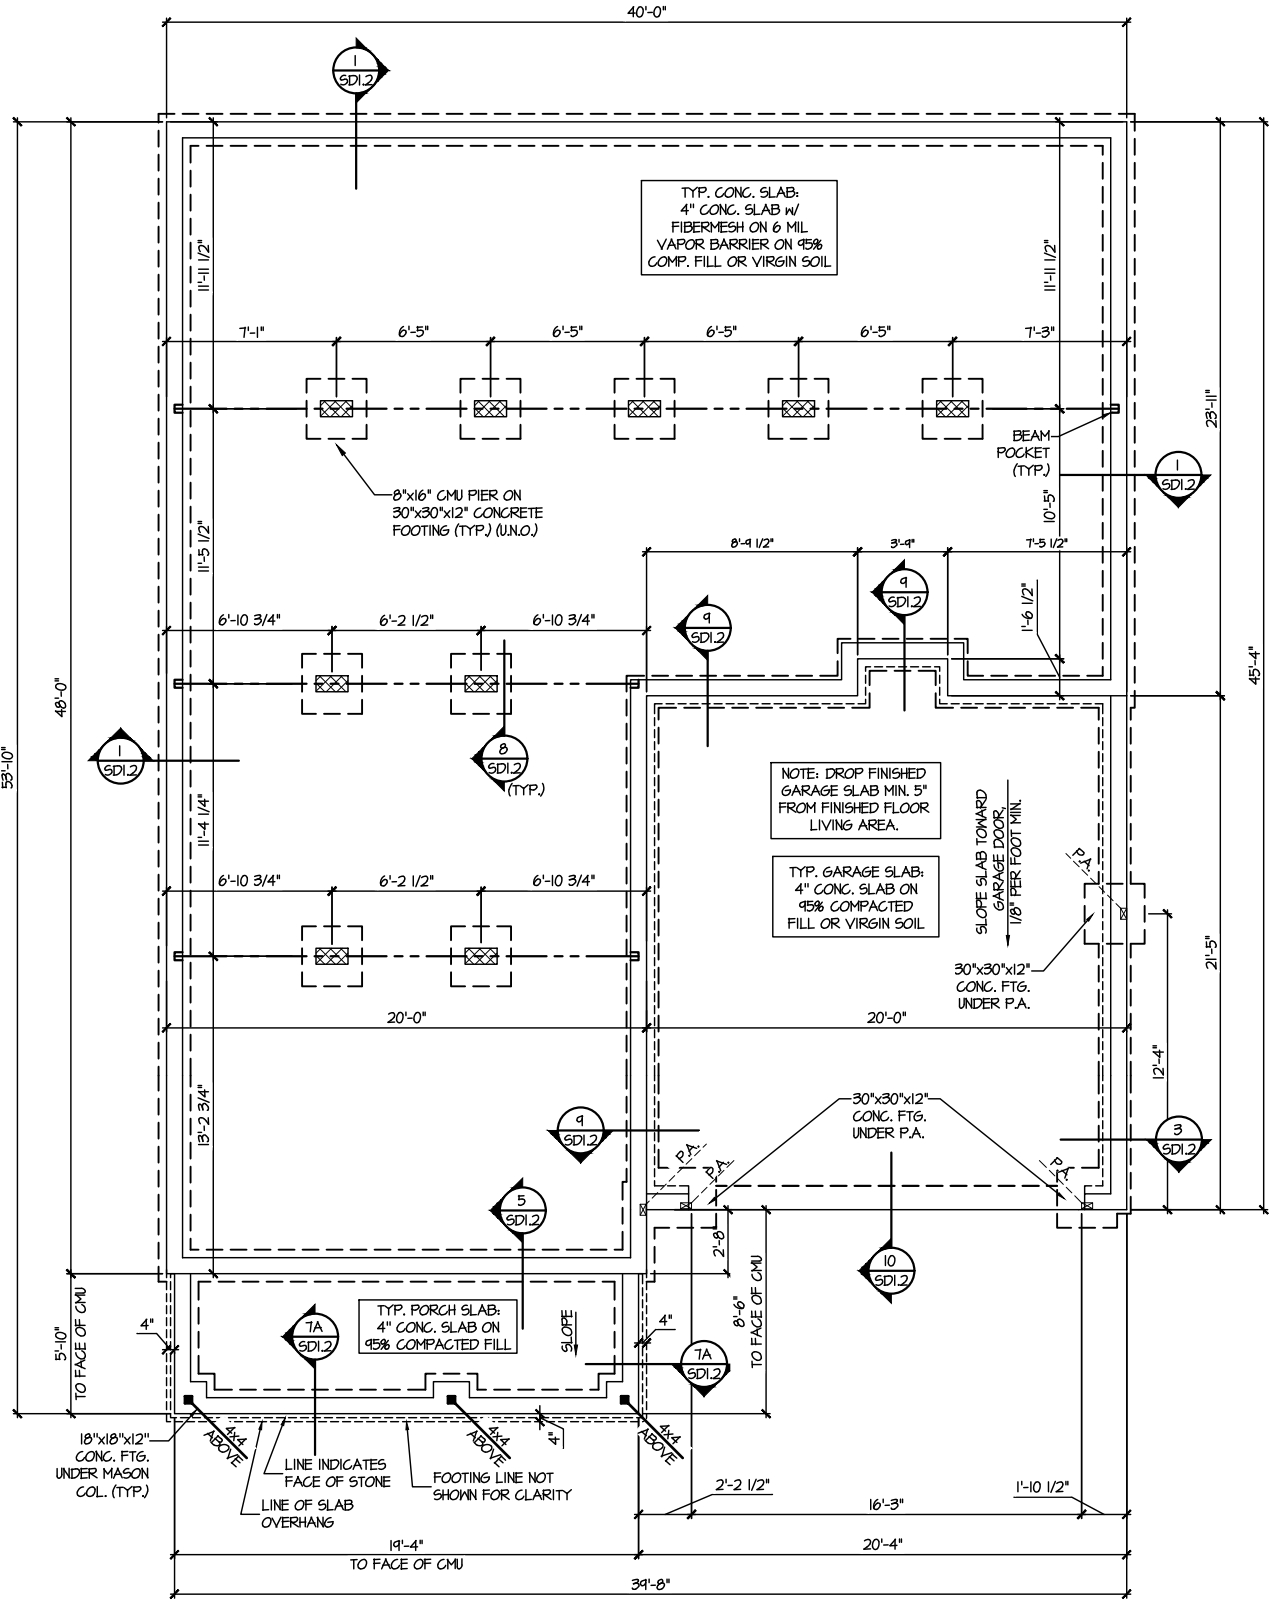 40'-0"
1
SD1.2
TYP. CONC. SLAB:
4" CONC. SLAB W/
FIBERMESH ON 6 MIL
VAPOR BARRIER ON 95%
COMP. FILL OR VIRGIN SOIL
11'-11 1/2"
11'-11 1/2"
7'-1"
6'-5"
6'-5"
6'-5"
6'-5"
7'-3"
23'-11"
BEAM
POCKET
(TYP.)
1
SD1.2
8"x16" CMU PIER ON
30"x30"x12" CONCRETE
FOOTING (TYP.) (U.N.O.)
10'-5"
11'-5 1/2"
8'-9 1/2"
3'-9"
7'-5 1/2"
9
SD1.2
9
SD1.2
1'-6 1/2"
6'-10 3/4"
6'-2 1/2"
6'-10 3/4"
45'-4"
48'-0"
53'-10"
1
SD1.2
8
SD1.2
(TYP.)
NOTE: DROP FINISHED
GARAGE SLAB MIN. 5"
FROM FINISHED FLOOR
LIVING AREA.
SLOPE SLAB TOWARD
GARAGE DOOR,
1/8" PER FOOT MIN.
11'-4 1/4"
TYP. GARAGE SLAB:
4" CONC. SLAB ON
95% COMPACTED
FILL OR VIRGIN SOIL
P.A.
6'-10 3/4"
6'-2 1/2"
6'-10 3/4"
30"x30"x12"
CONC. FTG.
UNDER P.A.
21'-5"
20'-0"
20'-0"
12'-4"
13'-2 3/4"
30"x30"x12"
CONC. FTG.
UNDER P.A.
9
SD1.2
3
SD1.2
P.A.
P.A.
P.A.
5
SD1.2
2'-8"
10
SD1.2
8'-6"
TO FACE OF CMU
5'-10"
TO FACE OF CMU
4"
TYP. PORCH SLAB:
4" CONC. SLAB ON
95% COMPACTED FILL
SLOPE
4"
7A
SD1.2
7A
SD1.2
4x4
ABOVE
4x4
ABOVE
4"
4x4
ABOVE
18"x18"x12"
CONC. FTG.
UNDER MASON
COL. (TYP.)
LINE INDICATES
FACE OF STONE
LINE OF SLAB
OVERHANG
FOOTING LINE NOT
SHOWN FOR CLARITY
2'-2 1/2"
16'-3"
1'-10 1/2"
19'-4"
TO FACE OF CMU
20'-4"
39'-8"